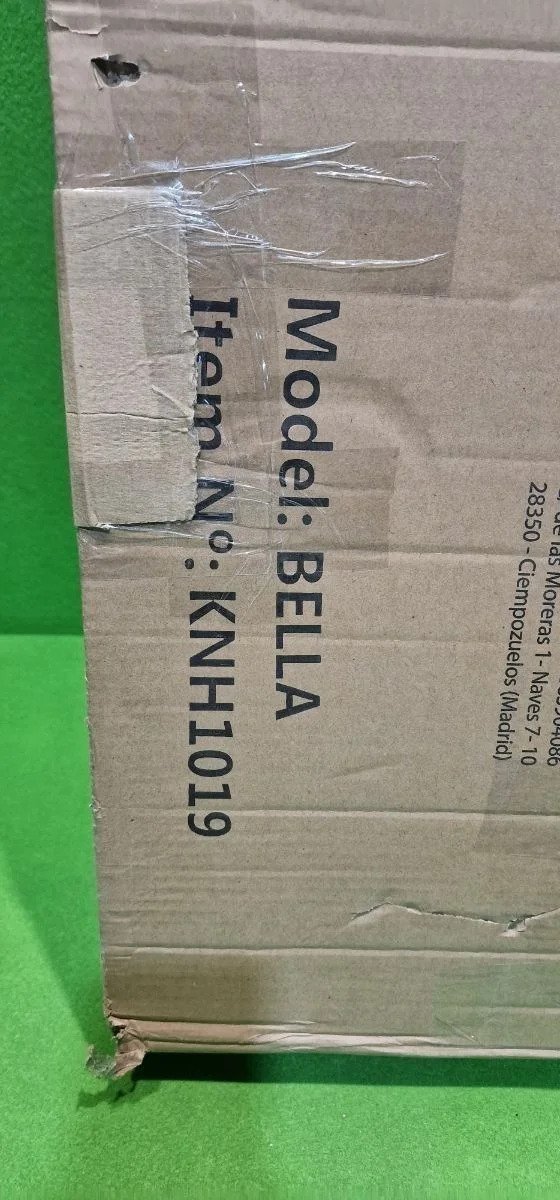 Model: BELLA
Item Nº: KNH1019
de las Moreras 1- Naves 7- 10
28350 - Ciempozuelos (Madrid)